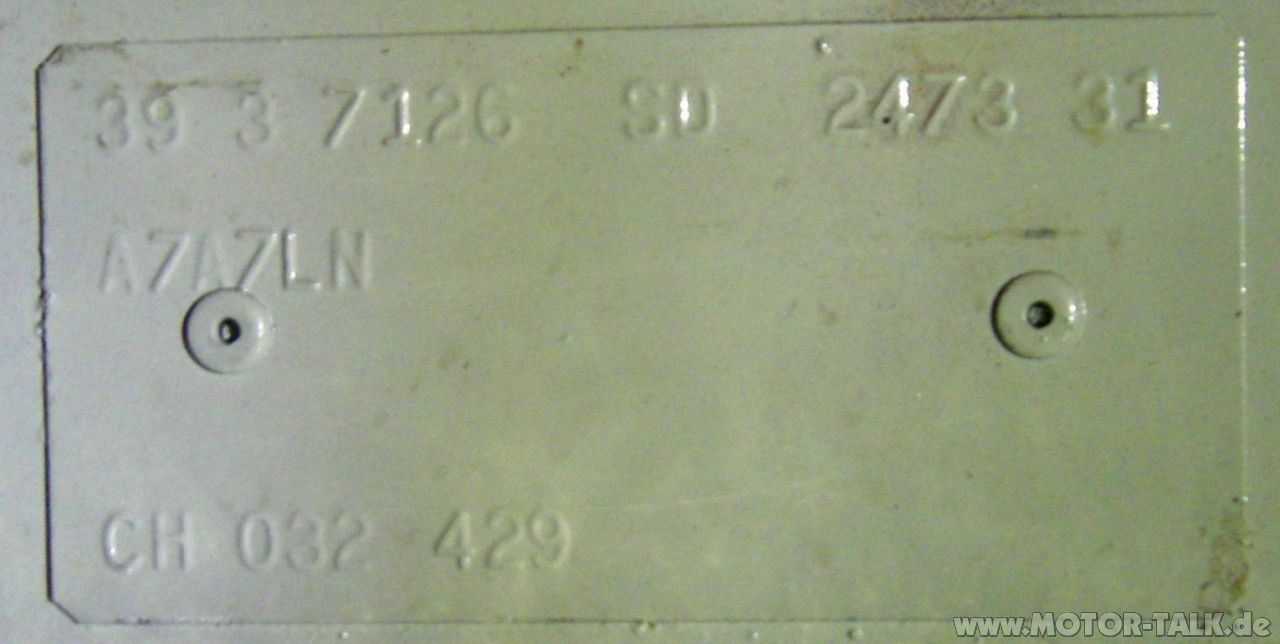 39 3 7126 SD 2473 31
A7A7LN
CH 032 429
www.MOTOR-TALK.de